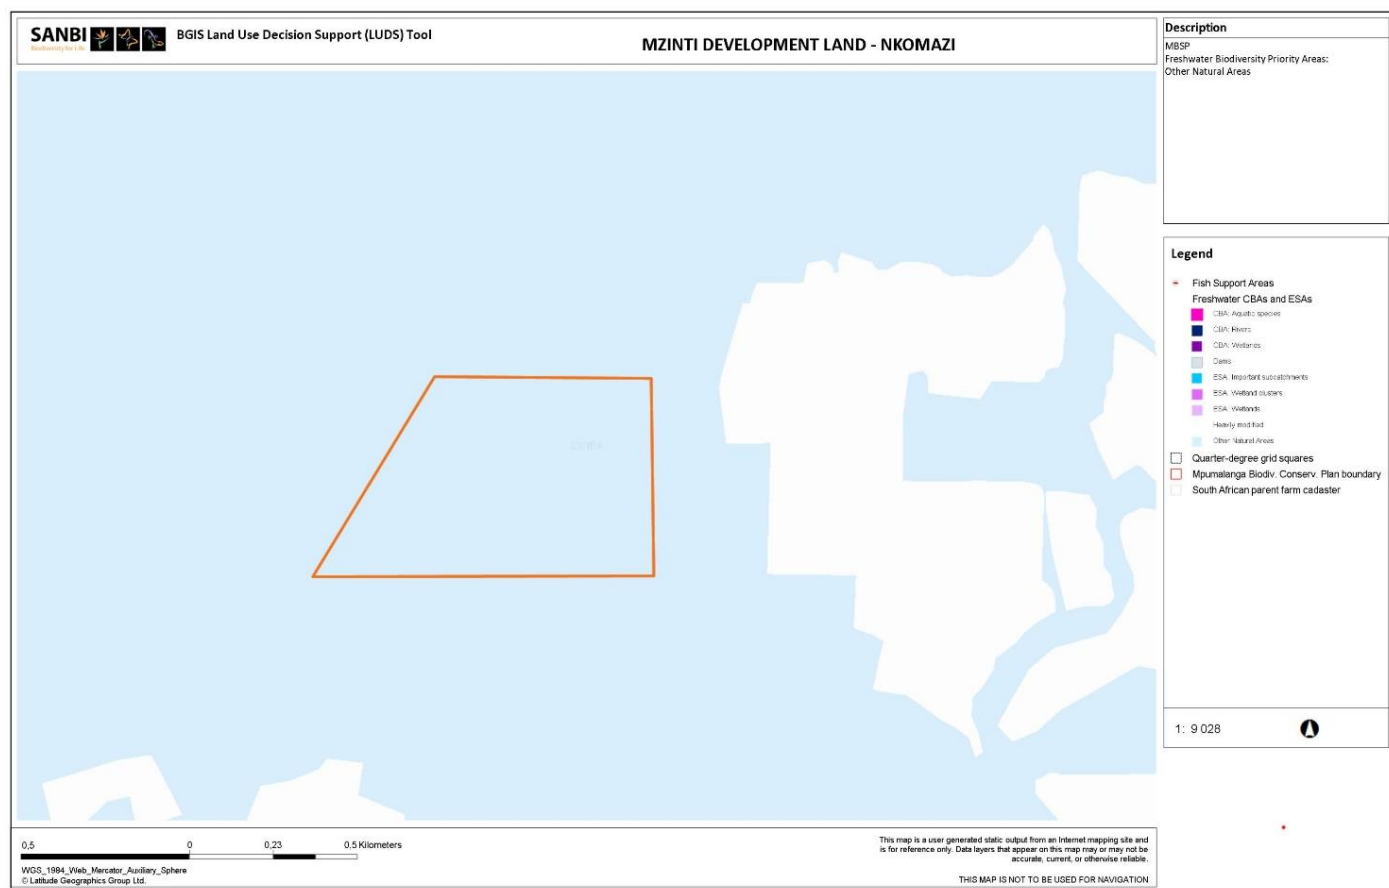 SANBI
Biodiversity for Life
BGIS Land Use Decision Support (LUDS) Tool
MZINTI DEVELOPMENT LAND - NKOMAZI
Description
MBSP
Freshwater Biodiversity Priority Areas:
Other Natural Areas
Legend
Fish Support Areas
Freshwater CBAs and ESAs
CBA: Aquatic species
CBA: Rivers
CBA: Wetlands
Dams
ESA: Important subcatchments
ESA: Wetland clusters
ESA: Wetlands
Heavily modified
Other Natural Areas
Quarter-degree grid squares
Mpumalanga Biodiv. Conserv. Plan boundary
South African parent farm cadaster
1: 9 028
0,5 0 0,23 0,5 Kilometers
WGS_1984_Web_Mercator_Auxiliary_Sphere
© Latitude Geographics Group Ltd.
This map is a user generated static output from an Internet mapping site and
is for reference only. Data layers that appear on this map may or may not be
accurate, current, or otherwise reliable.
THIS MAP IS NOT TO BE USED FOR NAVIGATION